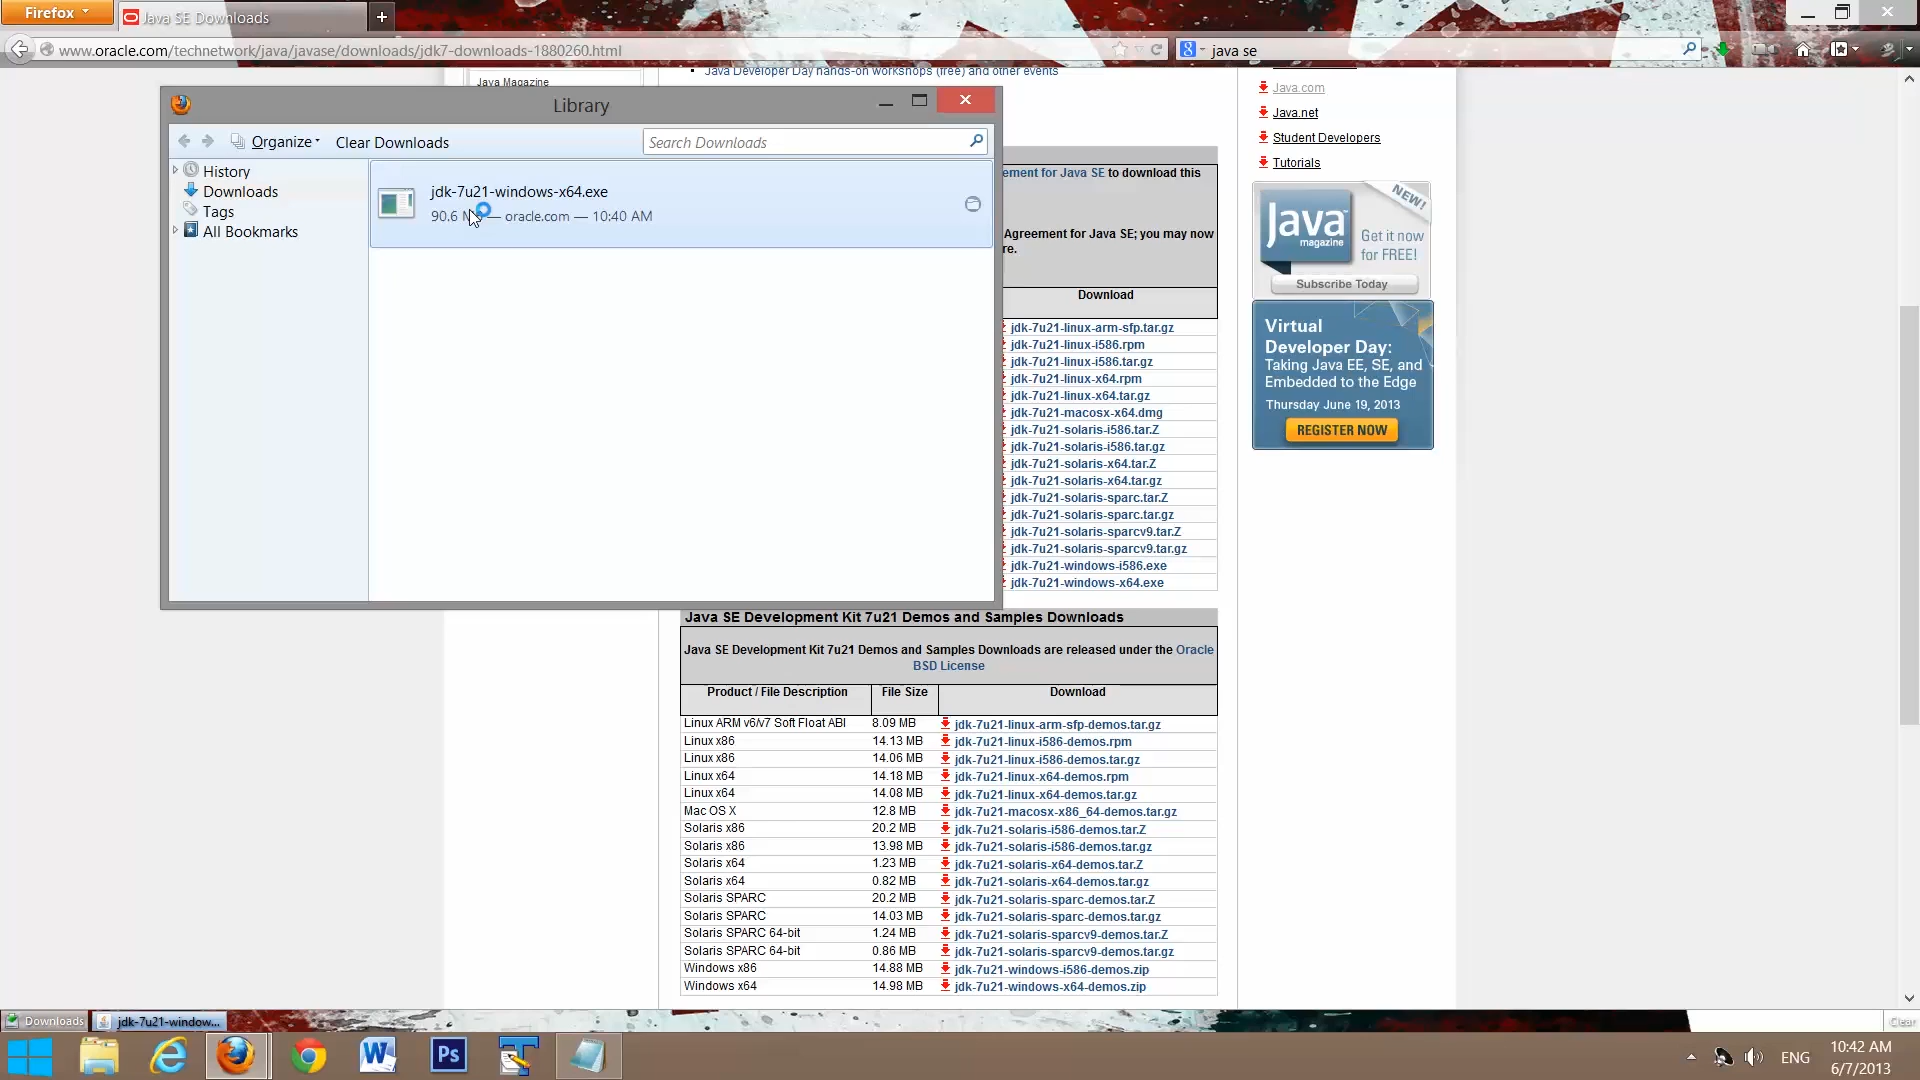 Firefox
Java SE Downloads
www.oracle.com/technetwork/java/javase/downloads/jdk7-downloads-1880260.html
java se
Java Magazine
Java Developer Day hands-on workshops (free) and other events
Library
Organize
Clear Downloads
Search Downloads
History
Downloads
Tags
All Bookmarks
jdk-7u21-windows-x64.exe
— oracle.com — 10:40 AM
ement for Java SE to download this
Agreement for Java SE; you may now
re.
Download
jdk-7u21-linux-arm-sfp.tar.gz
jdk-7u21-linux-i586.rpm
jdk-7u21-linux-i586.tar.gz
jdk-7u21-linux-x64.rpm
jdk-7u21-linux-x64.tar.gz
jdk-7u21-macosx-x64.dmg
jdk-7u21-solaris-i586.tar.Z
jdk-7u21-solaris-i586.tar.gz
jdk-7u21-solaris-x64.tar.Z
jdk-7u21-solaris-x64.tar.gz
jdk-7u21-solaris-sparc.tar.Z
jdk-7u21-solaris-sparc.tar.gz
jdk-7u21-solaris-sparcv9.tar.Z
jdk-7u21-solaris-sparcv9.tar.gz
jdk-7u21-windows-i586.exe
jdk-7u21-windows-x64.exe
Java SE Development Kit 7u21 Demos and Samples Downloads
Java SE Development Kit 7u21 Demos and Samples Downloads are released under the Oracle
BSD License
Product / File Description File Size Download
Linux ARM v6/v7 Soft Float ABI 8.09 MB jdk-7u21-linux-arm-sfp-demos.tar.gz
Linux x86 14.13 MB jdk-7u21-linux-i586-demos.rpm
Linux x86 14.06 MB jdk-7u21-linux-i586-demos.tar.gz
Linux x64 14.18 MB jdk-7u21-linux-x64-demos.rpm
Linux x64 14.08 MB jdk-7u21-linux-x64-demos.tar.gz
Mac OS X 12.8 MB jdk-7u21-macosx-x86_64-demos.tar.gz
Solaris x86 20.2 MB jdk-7u21-solaris-i586-demos.tar.Z
Solaris x86 13.98 MB jdk-7u21-solaris-i586-demos.tar.gz
Solaris x64 1.23 MB jdk-7u21-solaris-x64-demos.tar.Z
Solaris x64 0.82 MB jdk-7u21-solaris-x64-demos.tar.gz
Solaris SPARC 20.2 MB jdk-7u21-solaris-sparc-demos.tar.Z
Solaris SPARC 14.03 MB jdk-7u21-solaris-sparc-demos.tar.gz
Solaris SPARC 64-bit 1.24 MB jdk-7u21-solaris-sparcv9-demos.tar.Z
Solaris SPARC 64-bit 0.86 MB jdk-7u21-solaris-sparcv9-demos.tar.gz
Windows x86 14.88 MB jdk-7u21-windows-i586-demos.zip
Windows x64 14.98 MB jdk-7u21-windows-x64-demos.zip
Java.com
Java.net
Student Developers
Tutorials
NEW!
Java
magazine
Get it now
for FREE!
Subscribe Today
Virtual
Developer Day:
Taking Java EE, SE, and
Embedded to the Edge
Thursday June 19, 2013
REGISTER NOW
Downloads
jdk-7u21-window...
Clear
Ps
ENG
10:42 AM
6/7/2013